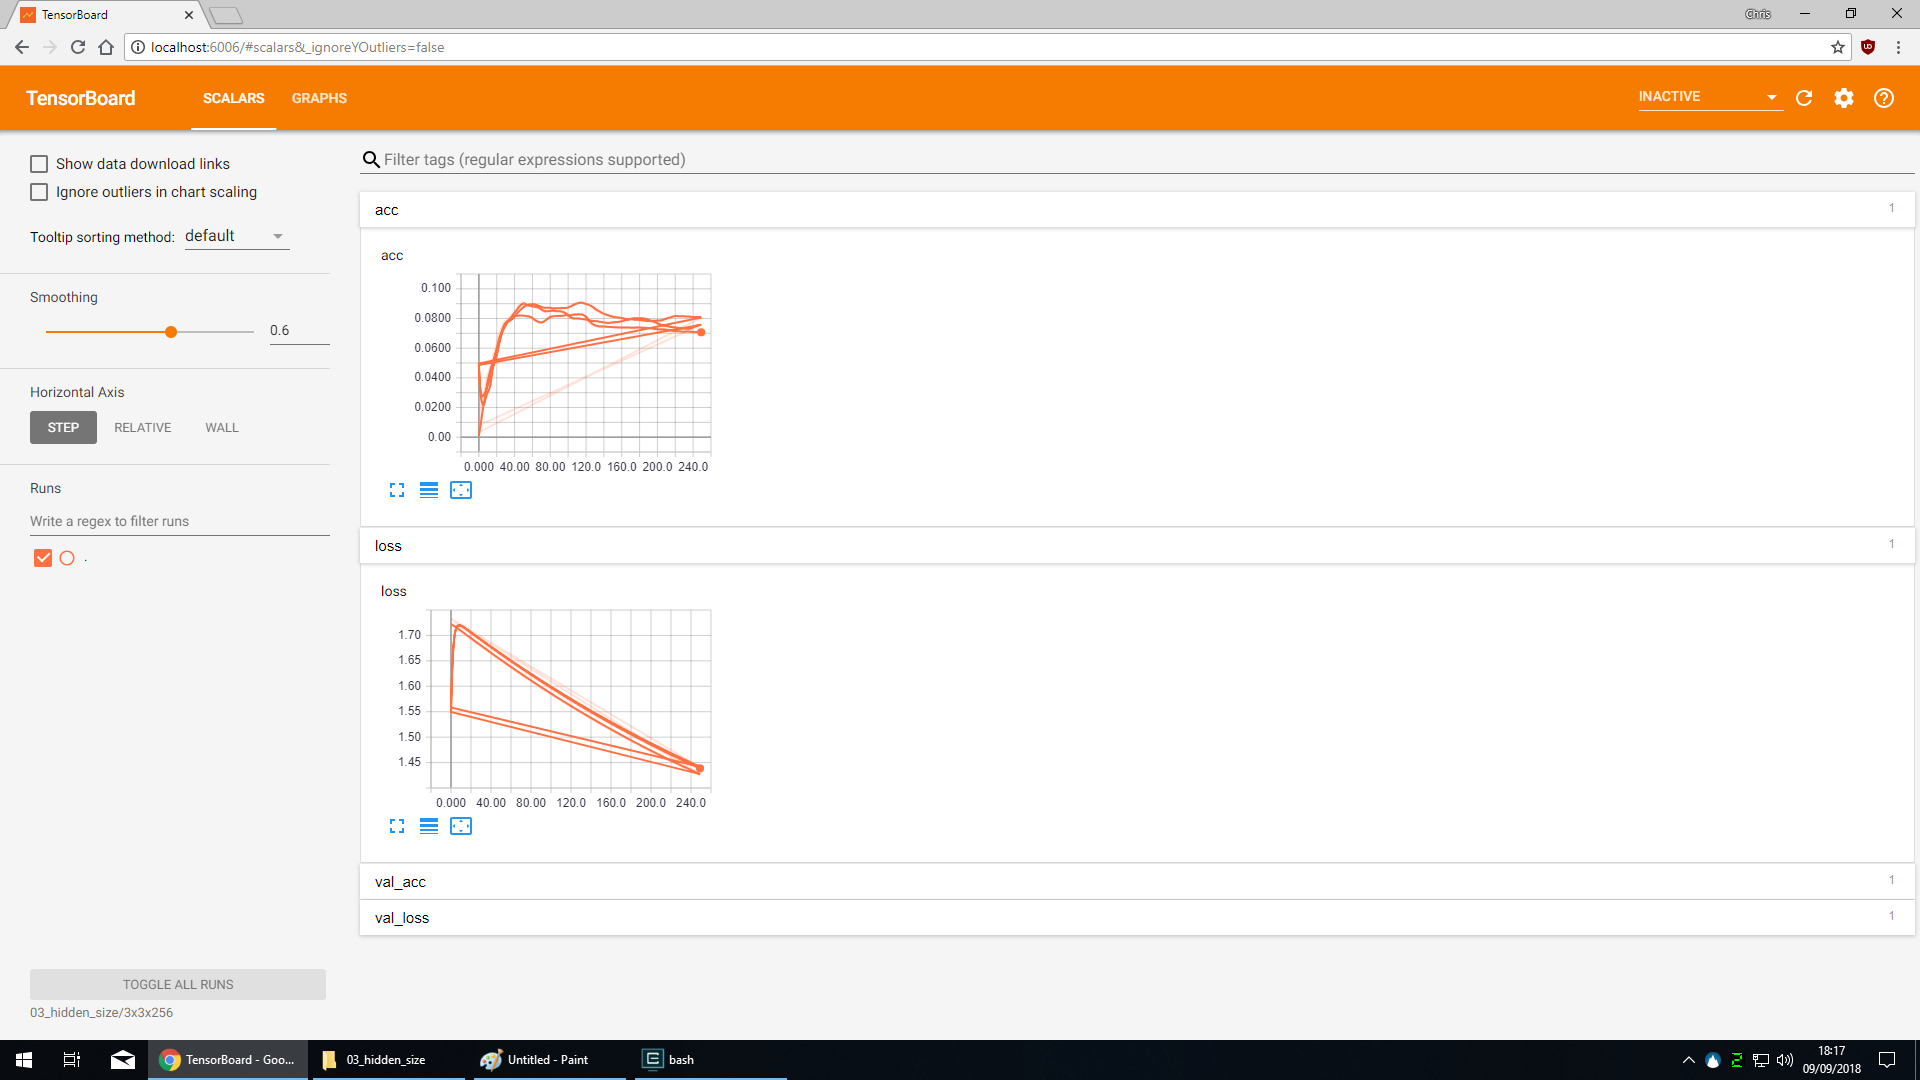 TensorBoard
Chris
localhost:6006/#scalars&_ignoreYOutliers=false
TensorBoard
SCALARS
GRAPHS
INACTIVE
Show data download links
Ignore outliers in chart scaling
Tooltip sorting method: default
Smoothing
0.6
Horizontal Axis
STEP RELATIVE WALL
Runs
Write a regex to filter runs
.
TOGGLE ALL RUNS
03_hidden_size/3x3x256
Filter tags (regular expressions supported)
acc 1
acc
0.100
0.0800
0.0600
0.0400
0.0200
0.00
0.000 40.00 80.00 120.0 160.0 200.0 240.0
loss 1
loss
1.70
1.65
1.60
1.55
1.50
1.45
0.000 40.00 80.00 120.0 160.0 200.0 240.0
val_acc 1
val_loss 1
TensorBoard - Goo...
03_hidden_size
Untitled - Paint
bash
2
18:17
09/09/2018